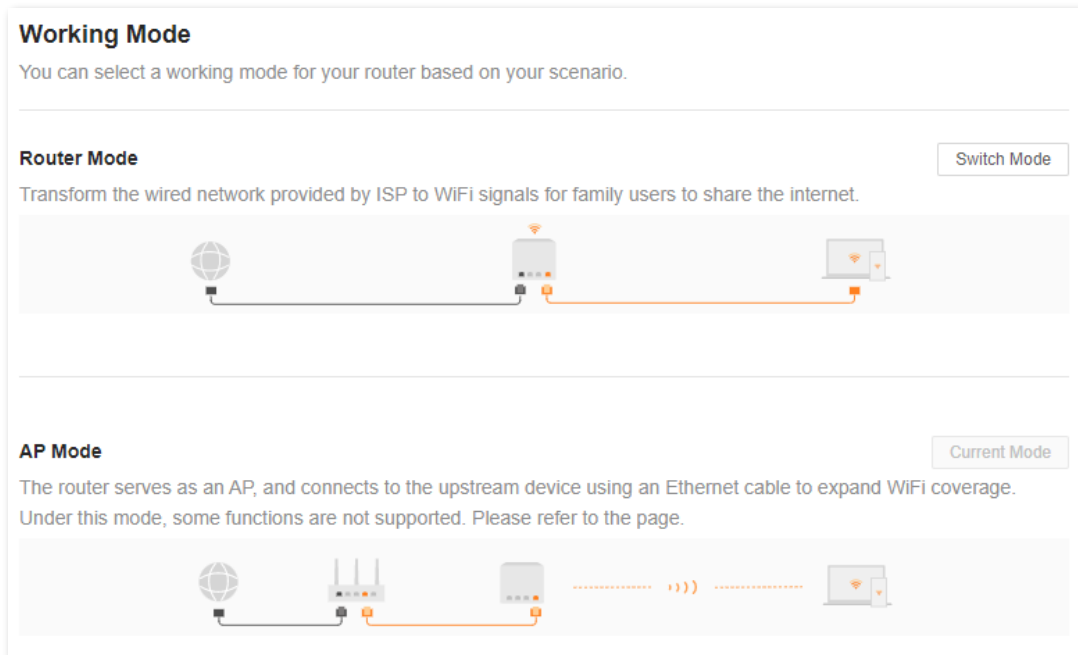 Working Mode
You can select a working mode for your router based on your scenario.
Router Mode
Switch Mode
Transform the wired network provided by ISP to WiFi signals for family users to share the internet.
AP Mode
Current Mode
The router serves as an AP, and connects to the upstream device using an Ethernet cable to expand WiFi coverage.
Under this mode, some functions are not supported. Please refer to the page.